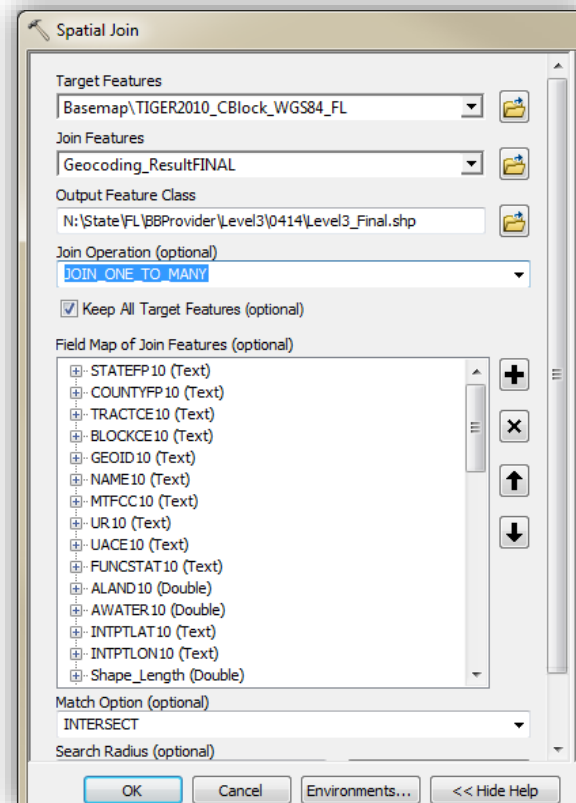 Spatial Join
Target Features
Basemap\TIGER2010_CBlock_WGS84_FL
Join Features
Geocoding_ResultFINAL
Output Feature Class
N:\State\FL\BBProvider\Level3\0414\Level3_Final.shp
Join Operation (optional)
JOIN_ONE_TO_MANY
Keep All Target Features (optional)
Field Map of Join Features (optional)
STATEFP10 (Text)
COUNTYFP10 (Text)
TRACTCE10 (Text)
BLOCKCE10 (Text)
GEOID10 (Text)
NAME10 (Text)
MTFCC10 (Text)
UR10 (Text)
UACE10 (Text)
FUNCSTAT10 (Text)
ALAND10 (Double)
AWATER10 (Double)
INTPTLAT10 (Text)
INTPTLON10 (Text)
Shape_Length (Double)
Match Option (optional)
INTERSECT
Search Radius (optional)
OK Cancel Environments... << Hide Help